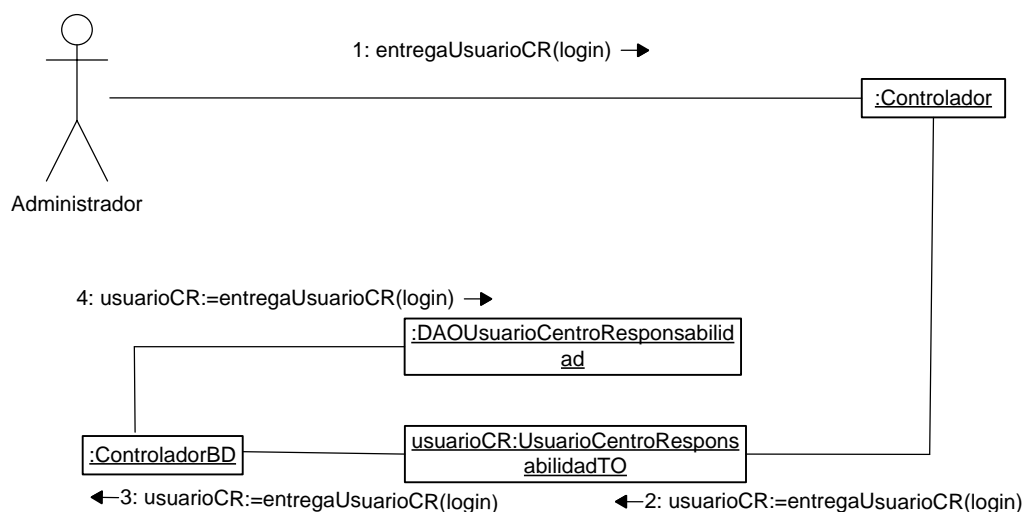 1: entregaUsuarioCR(login)
:Controlador
Administrador
4: usuarioCR:=entregaUsuarioCR(login)
:DAOUsuarioCentroResponsabilid
ad
:ControladorBD
usuarioCR:UsuarioCentroRespons
abilidadTO
3: usuarioCR:=entregaUsuarioCR(login)
2: usuarioCR:=entregaUsuarioCR(login)